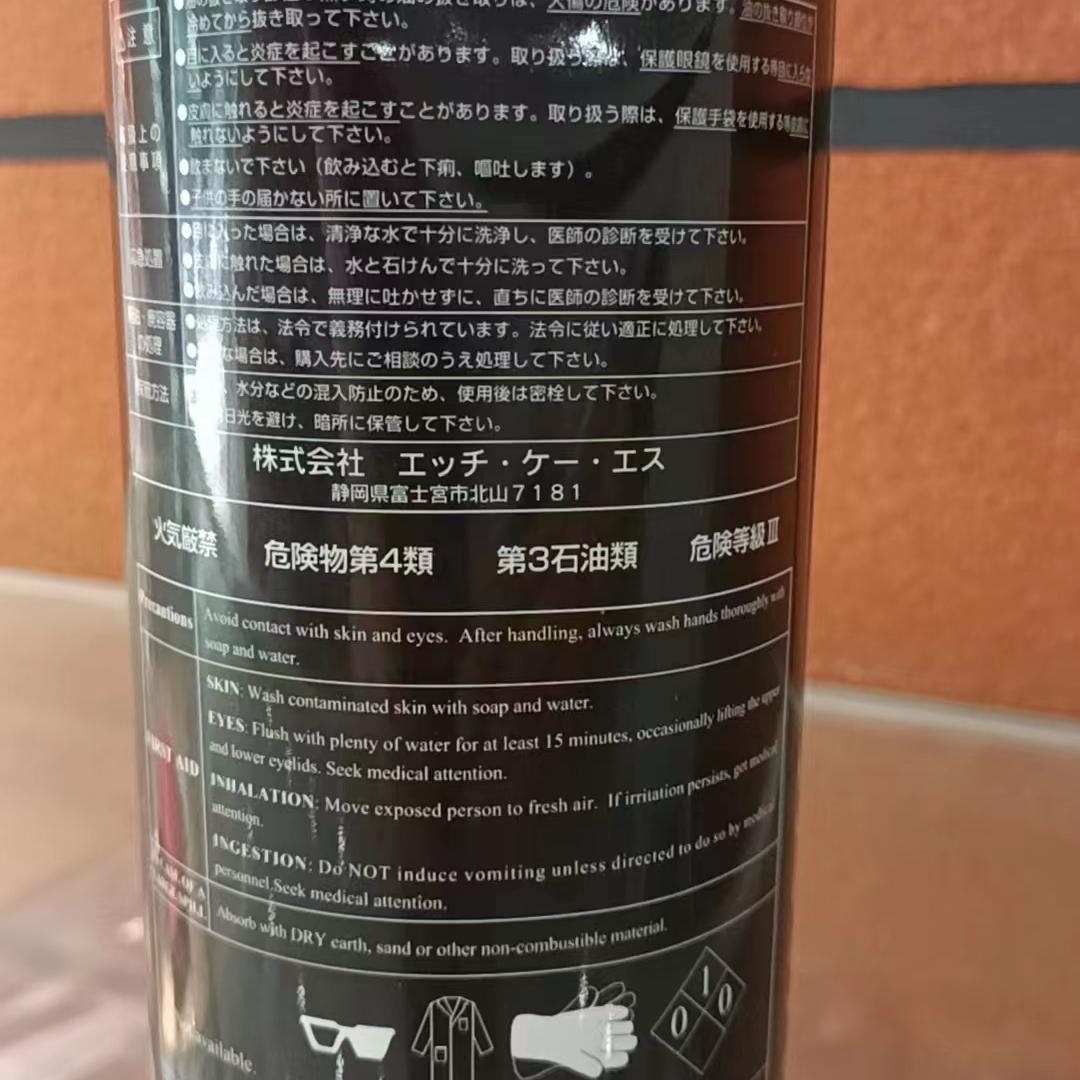 注意
冷めてから抜き取って下さい。
目に入ると炎症を起こすことがあります。取り扱う際は、保護眼鏡を使用する等目に入らな
いようにして下さい。
●皮膚に触れると炎症を起こすことがあります。取り扱う際は、保護手袋を使用する等皮膚に
触れないようにして下さい。
●飲まないで下さい（飲み込むと下痢、嘔吐します）。
●子供の手の届かない所に置いて下さい。
応急処置
●目に入った場合は、清浄な水で十分に洗浄し、医師の診断を受けて下さい。
●皮膚に触れた場合は、水と石けんで十分に洗って下さい。
●飲み込んだ場合は、無理に吐かせずに、直ちに医師の診断を受けて下さい。
・廃容器
の処理
●処理方法は、法令で義務付けられています。法令に従い適正に処理して下さい。
な場合は、購入先にご相談のうえ処理して下さい。
方法
、水分などの混入防止のため、使用後は密栓して下さい。
日光を避け、暗所に保管して下さい。
株式会社 エッチ・ケー・エス
静岡県富士宮市北山7181
火気厳禁 危険物第4類 第3石油類 危険等級Ⅲ
Precautions
Avoid contact with skin and eyes. After handling, always wash hands thoroughly with
soap and water.
FIRST AID
SKIN: Wash contaminated skin with soap and water.
EYES: Flush with plenty of water for at least 15 minutes, occasionally lifting the upper
and lower eyelids. Seek medical attention.
INHALATION: Move exposed person to fresh air. If irritation persists, get medical
attention.
INGESTION: Do NOT induce vomiting unless directed to do so by medical
personnel.Seek medical attention.
OF A
Absorb with DRY earth, sand or other non-combustible material.
available.
1
0 0